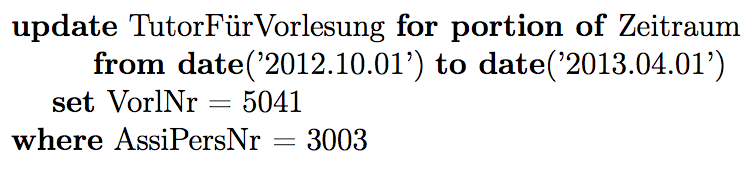 update TutorFürVorlesung for portion of Zeitraum
from date(’2012.10.01’) to date(’2013.04.01’)
set VorlNr = 5041
where AssiPersNr = 3003